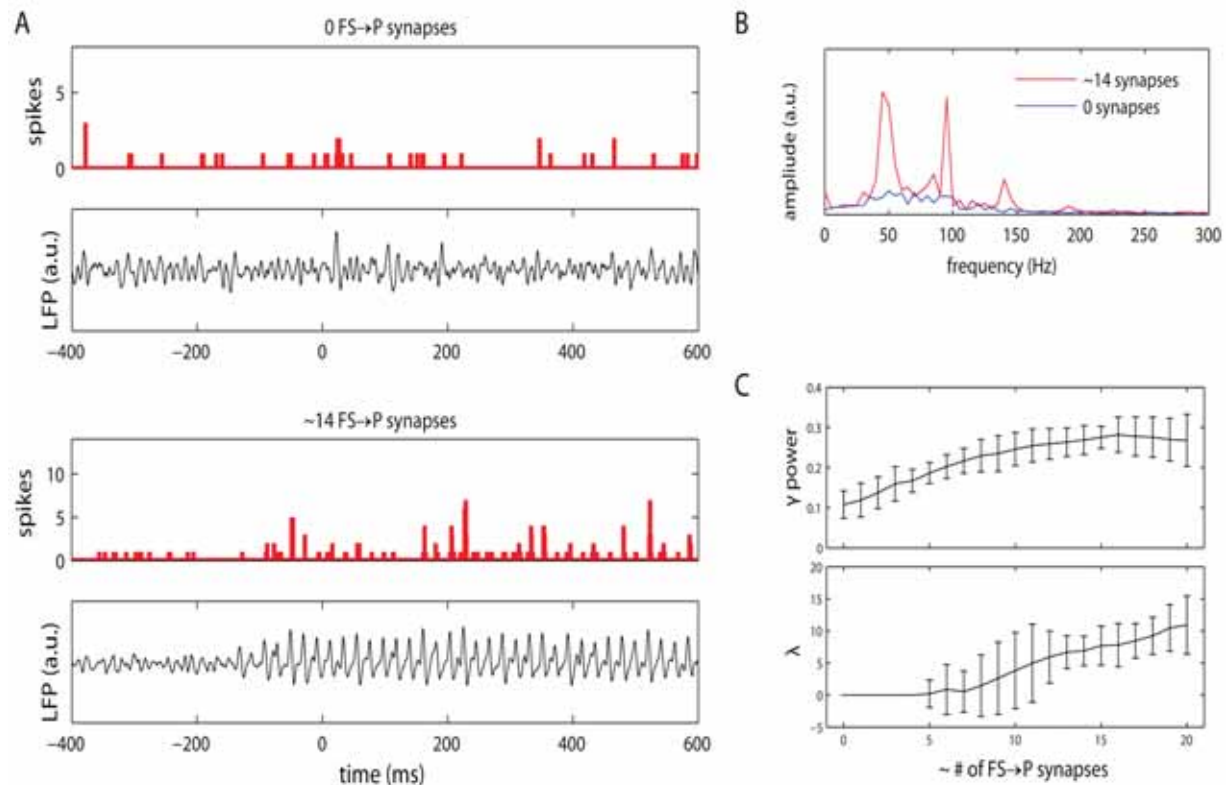 A
0 FS→P synapses
spikes
5
0
LFP (a.u.)
−400 −200 0 200 400 600
~14 FS→P synapses
spikes
10
5
0
LFP (a.u.)
−400 −200 0 200 400 600
time (ms)
B
~14 synapses
0 synapses
ampliude (a.u.)
0 50 100 150 200 250 300
frequency (Hz)
C
0.4
0.3
0.2
0.1
0
γ power
20
15
10
5
0
−5
λ
0 5 10 15 20
~ # of FS→P synapses